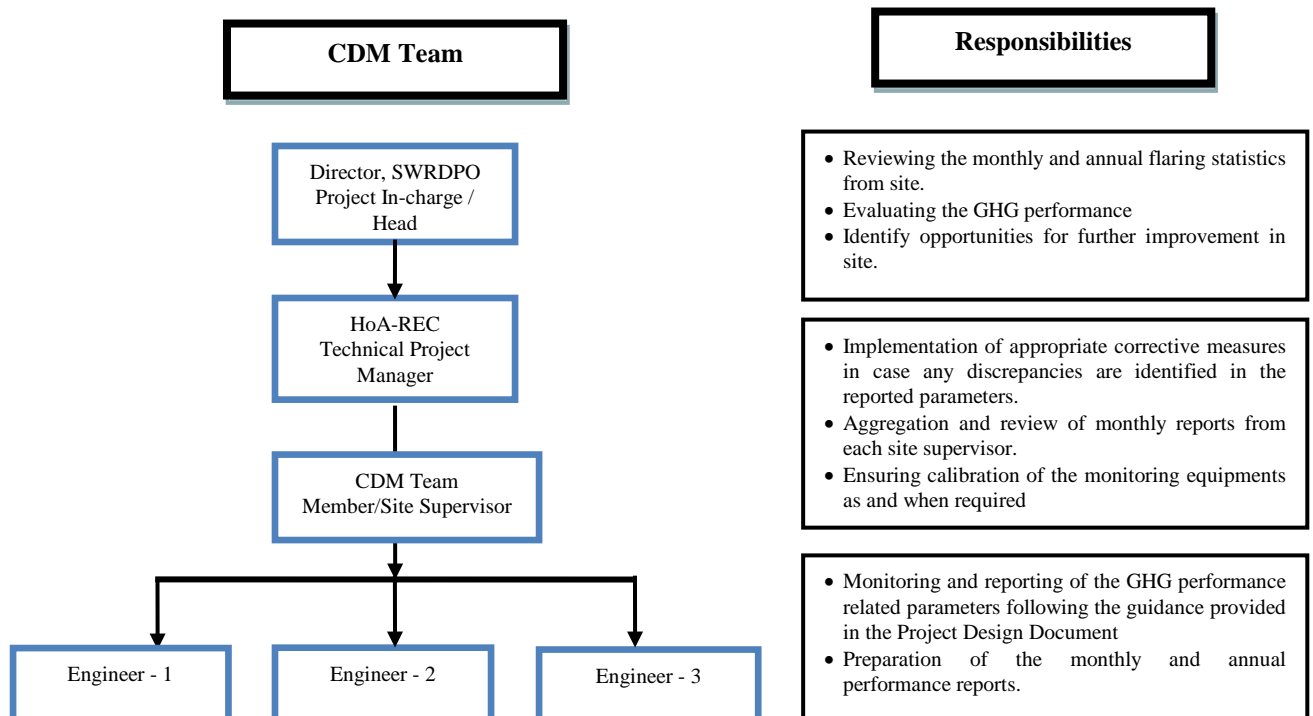 CDM Team
Director, SWRDPO
Project In-charge /
Head
HoA-REC
Technical Project
Manager
CDM Team
Member/Site Supervisor
Engineer - 1
Engineer - 2
Engineer - 3
Responsibilities
• Reviewing the monthly and annual flaring statistics
from site.
• Evaluating the GHG performance
• Identify opportunities for further improvement in
site.
• Implementation of appropriate corrective measures
in case any discrepancies are identified in the
reported parameters.
• Aggregation and review of monthly reports from
each site supervisor.
• Ensuring calibration of the monitoring equipments
as and when required
• Monitoring and reporting of the GHG performance
related parameters following the guidance provided
in the Project Design Document
• Preparation of the monthly and annual
performance reports.